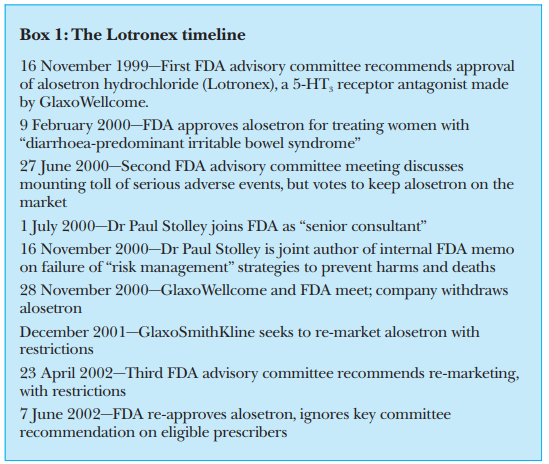 Box 1: The Lotronex timeline
16 November 1999—First FDA advisory committee recommends approval
of alosetron hydrochloride (Lotronex), a 5-HT₃ receptor antagonist made
by GlaxoWellcome.
9 February 2000—FDA approves alosetron for treating women with
“diarrhoea-predominant irritable bowel syndrome”
27 June 2000—Second FDA advisory committee meeting discusses
mounting toll of serious adverse events, but votes to keep alosetron on the
market
1 July 2000—Dr Paul Stolley joins FDA as “senior consultant”
16 November 2000—Dr Paul Stolley is joint author of internal FDA memo
on failure of “risk management” strategies to prevent harms and deaths
28 November 2000—GlaxoWellcome and FDA meet; company withdraws
alosetron
December 2001—GlaxoSmithKline seeks to re-market alosetron with
restrictions
23 April 2002—Third FDA advisory committee recommends re-marketing,
with restrictions
7 June 2002—FDA re-approves alosetron, ignores key committee
recommendation on eligible prescribers